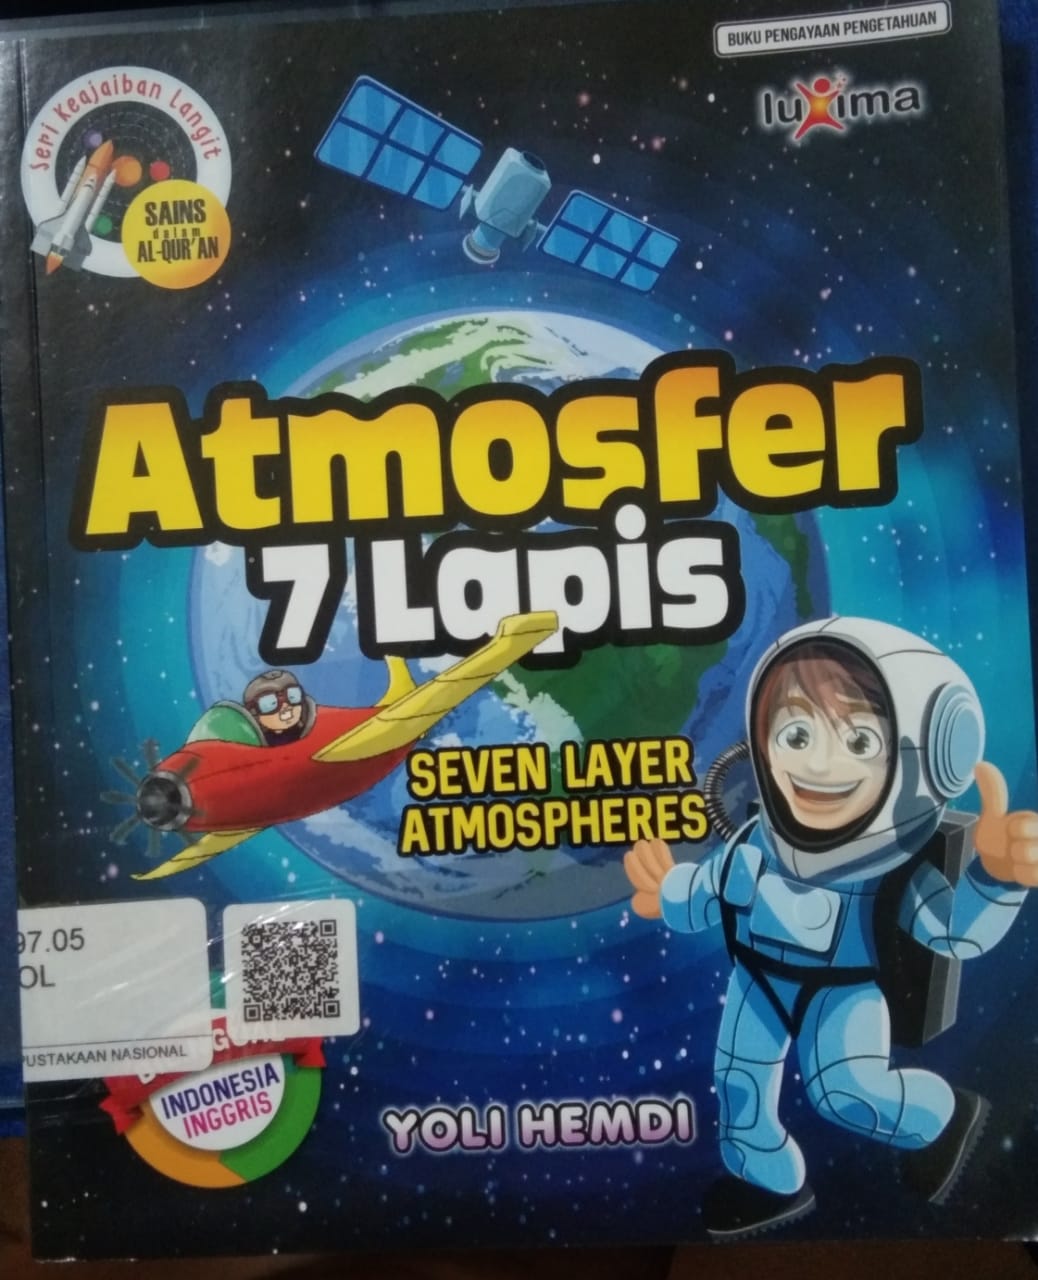 BUKU PENGAYAAN PENGETAHUAN
luxima
Seri Keajaiban Langit
SAINS
dalam
AL-QUR'AN
Atmosfer
7 Lapis
SEVEN LAYER
ATMOSPHERES
97.05
OL
PUSTAKAAN NASIONAL
INDONESIA
INGGRIS
YOLI HEMDI